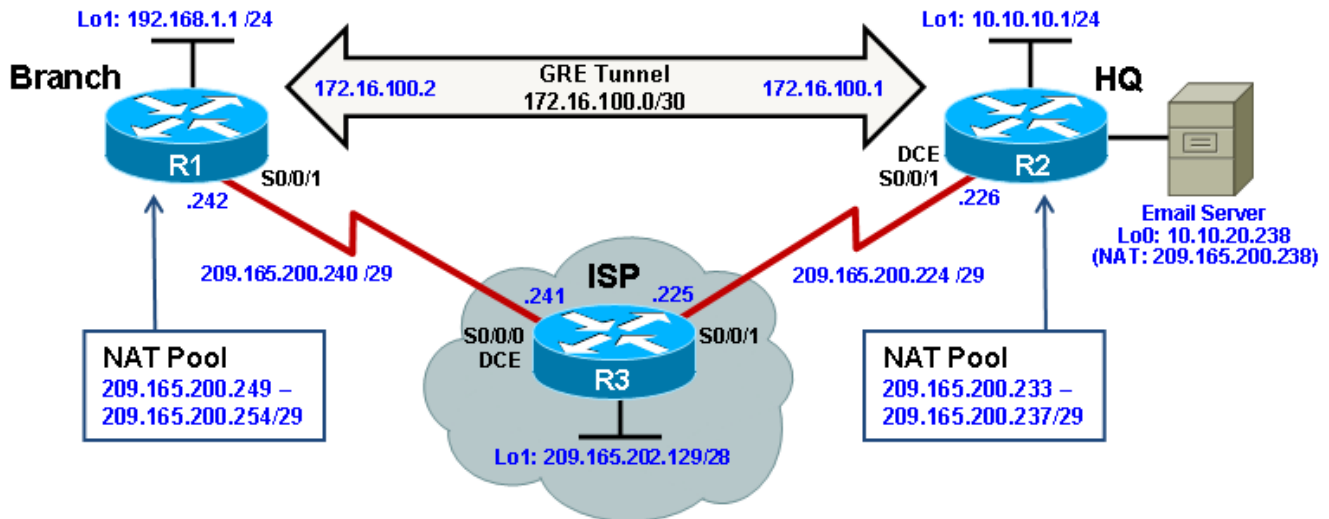 Lo1: 192.168.1.1 /24
Lo1: 10.10.10.1/24
Branch
172.16.100.2
GRE Tunnel
172.16.100.0/30
172.16.100.1
HQ
R1
S0/0/1
.242
DCE
S0/0/1
R2
.226
Email Server
Lo0: 10.10.20.238
(NAT: 209.165.200.238)
209.165.200.240 /29
ISP
209.165.200.224 /29
.241
.225
S0/0/0
DCE
S0/0/1
R3
NAT Pool
209.165.200.249 –
209.165.200.254/29
NAT Pool
209.165.200.233 –
209.165.200.237/29
Lo1: 209.165.202.129/28